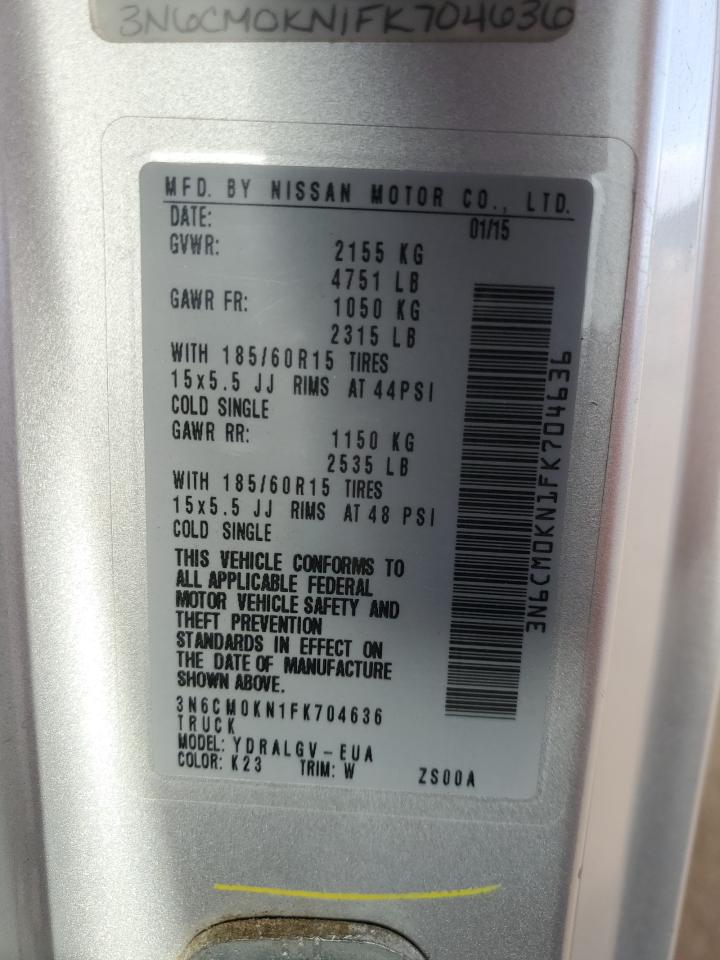 3N6CM0KN1FK704636
MFD. BY NISSAN MOTOR CO., LTD.
DATE: 01/15
GVWR: 2155 KG
4751 LB
GAWR FR: 1050 KG
2315 LB
WITH 185/60R15 TIRES
15x5.5 JJ RIMS AT 44PSI
COLD SINGLE
GAWR RR: 1150 KG
2535 LB
WITH 185/60R15 TIRES
15x5.5 JJ RIMS AT 48 PSI
COLD SINGLE
THIS VEHICLE CONFORMS TO
ALL APPLICABLE FEDERAL
MOTOR VEHICLE SAFETY AND
THEFT PREVENTION
STANDARDS IN EFFECT ON
THE DATE OF MANUFACTURE
SHOWN ABOVE.
3N6CM0KN1FK704636
TRUCK
MODEL: YDRALGV-EUA
COLOR: K23 TRIM: W ZS00A
3N6CM0KN1FK704636